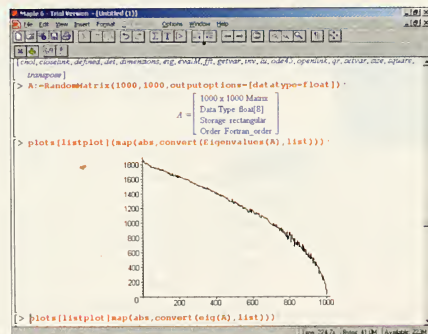 Maple 6 - Trial Version - [Untitled (1)]
File Edit View Insert Format Options Window Help
[chol, closelink, defined, det, dimensions, eig, evalM, fft, getvar, inv, lu, ode45, openlink, qr, setvar, size, square,
transpose]
[> A:=RandomMatrix(1000,1000,outputoptions=[datatype=float]);
1000 x 1000 Matrix
Data Type float[8]
A :=
Storage rectangular
Order Fortran_order
> plots[listplot](map(abs,convert(Eigenvalues(A),list)));
1800
1600
1400
1200
1000
800
600
400
200
200 400 600 800 1000
[> plots[listplot]map(abs,convert(eig(A),list)))